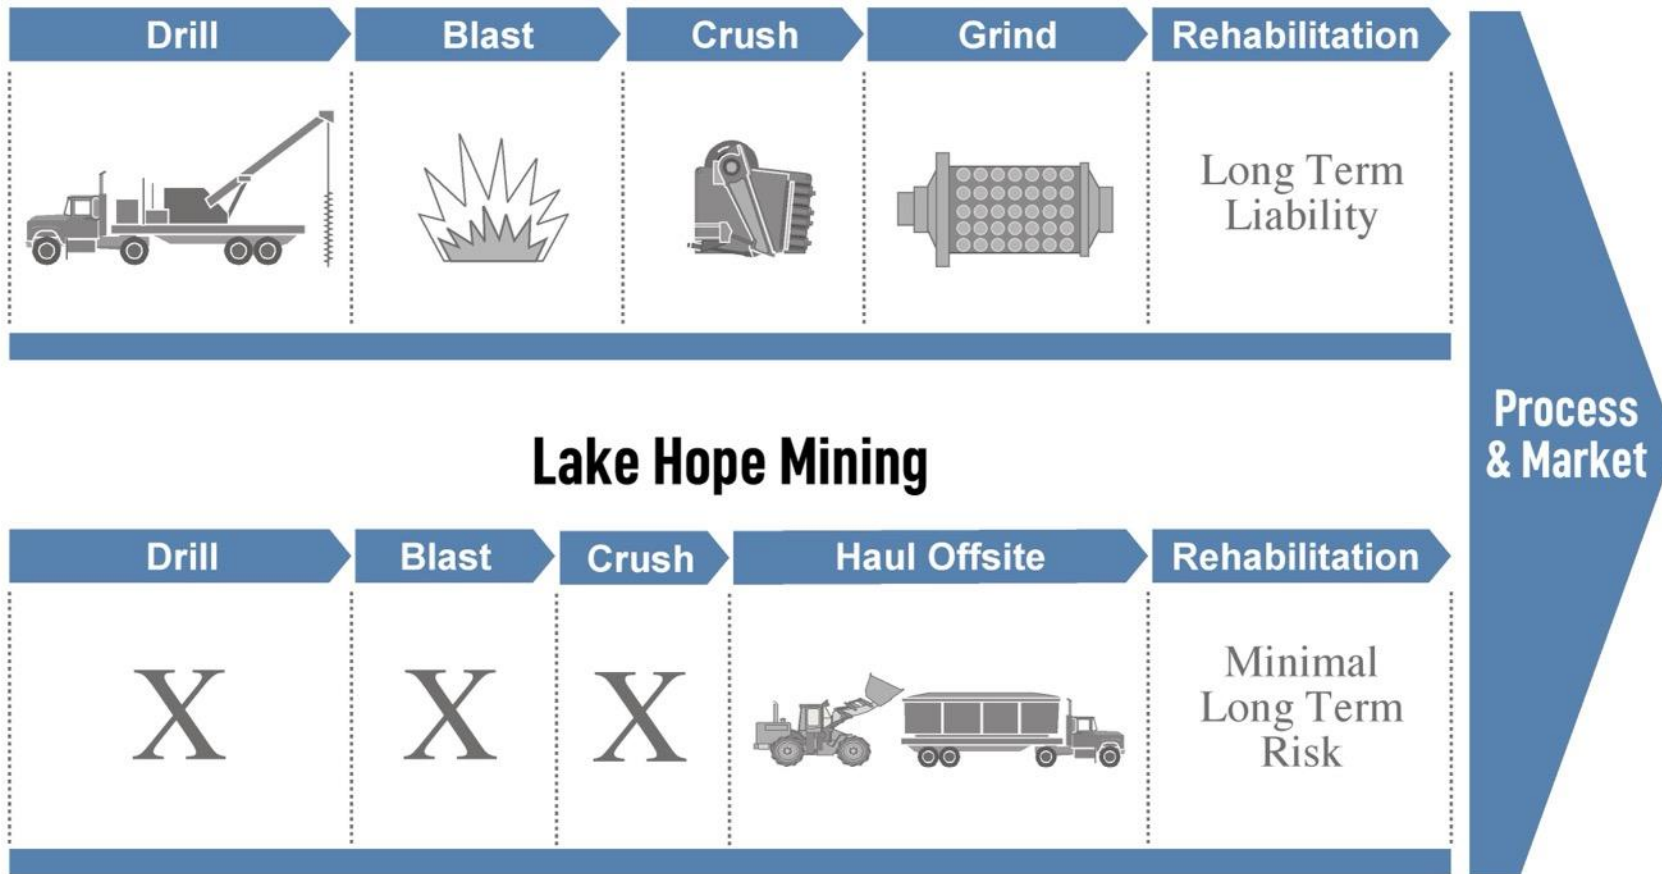 Drill
Blast
Crush
Grind
Rehabilitation
Long Term
Liability
Process
& Market
Lake Hope Mining
Drill
Blast
Crush
Haul Offsite
Rehabilitation
X
X
X
Minimal
Long Term
Risk